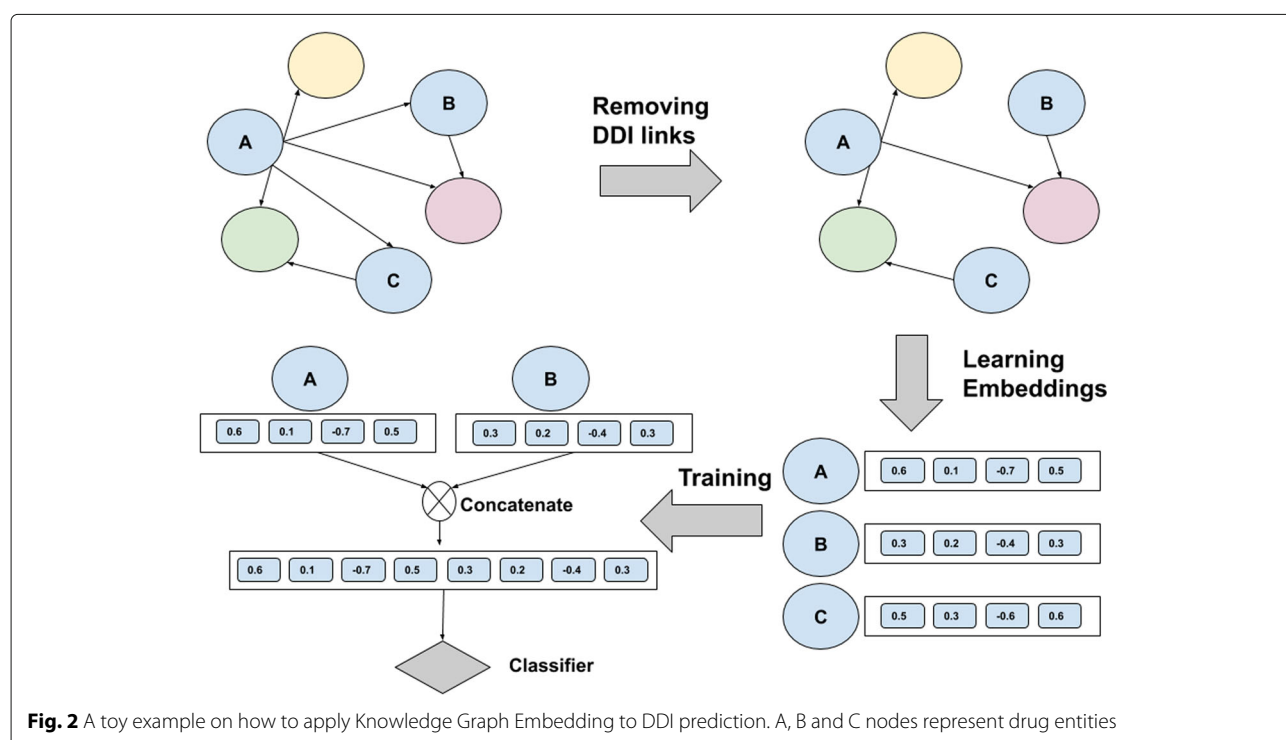 A
B
C
Removing
DDI links
A
B
C
Learning
Embeddings
A 0.6 0.1 -0.7 0.5
B 0.3 0.2 -0.4 0.3
C 0.5 0.3 -0.6 0.6
Training
A B
0.6 0.1 -0.7 0.5 0.3 0.2 -0.4 0.3
Concatenate
0.6 0.1 -0.7 0.5 0.3 0.2 -0.4 0.3
Classifier
Fig. 2 A toy example on how to apply Knowledge Graph Embedding to DDI prediction. A, B and C nodes represent drug entities